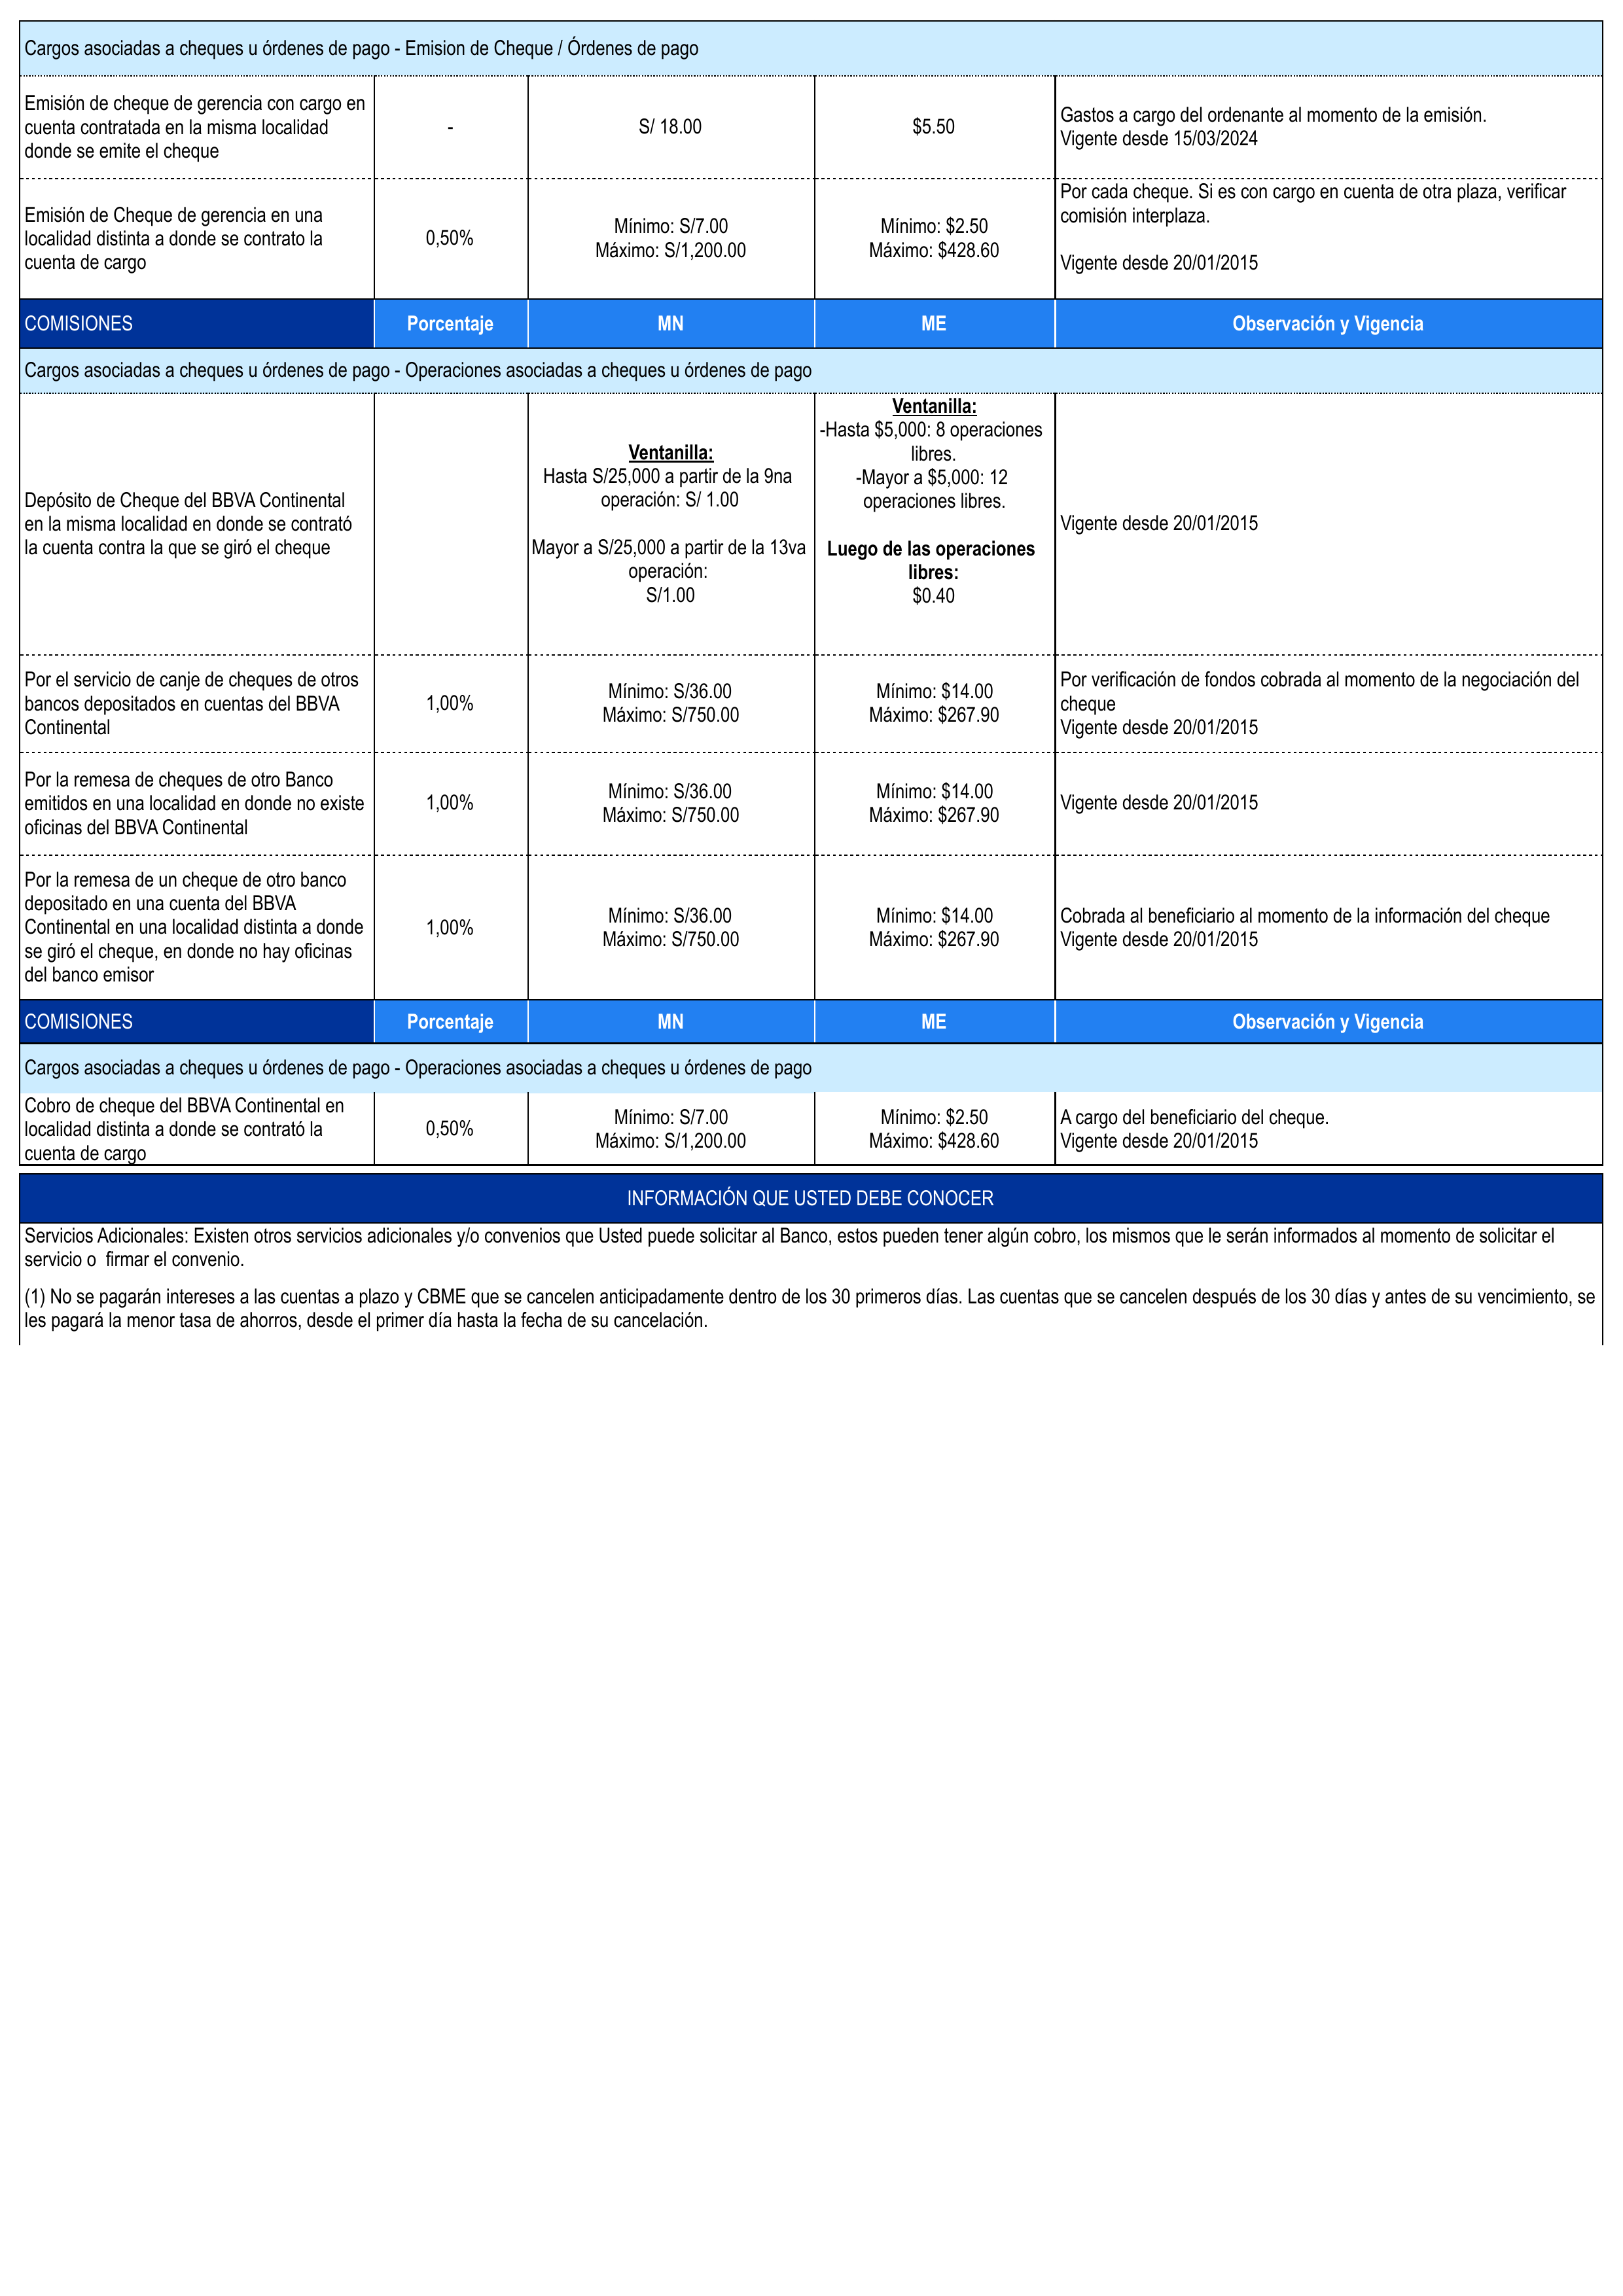 Cargos asociadas a cheques u órdenes de pago - Emision de Cheque / Órdenes de pago
Emisión de cheque de gerencia con cargo en
cuenta contratada en la misma localidad
donde se emite el cheque
-
S/ 18.00
$5.50
Gastos a cargo del ordenante al momento de la emisión.
Vigente desde 15/03/2024
Emisión de Cheque de gerencia en una
localidad distinta a donde se contrato la
cuenta de cargo
0,50%
Mínimo: S/7.00
Máximo: S/1,200.00
Mínimo: $2.50
Máximo: $428.60
Por cada cheque. Si es con cargo en cuenta de otra plaza, verificar
comisión interplaza.
Vigente desde 20/01/2015
COMISIONES
Porcentaje
MN
ME
Observación y Vigencia
Cargos asociadas a cheques u órdenes de pago - Operaciones asociadas a cheques u órdenes de pago
Depósito de Cheque del BBVA Continental
en la misma localidad en donde se contrató
la cuenta contra la que se giró el cheque
Ventanilla:
Hasta S/25,000 a partir de la 9na
operación: S/ 1.00
Mayor a S/25,000 a partir de la 13va
operación:
S/1.00
Ventanilla:
-Hasta $5,000: 8 operaciones
libres.
-Mayor a $5,000: 12
operaciones libres.
Luego de las operaciones
libres:
$0.40
Vigente desde 20/01/2015
Por el servicio de canje de cheques de otros
bancos depositados en cuentas del BBVA
Continental
1,00%
Mínimo: S/36.00
Máximo: S/750.00
Mínimo: $14.00
Máximo: $267.90
Por verificación de fondos cobrada al momento de la negociación del
cheque
Vigente desde 20/01/2015
Por la remesa de cheques de otro Banco
emitidos en una localidad en donde no existe
oficinas del BBVA Continental
1,00%
Mínimo: S/36.00
Máximo: S/750.00
Mínimo: $14.00
Máximo: $267.90
Vigente desde 20/01/2015
Por la remesa de un cheque de otro banco
depositado en una cuenta del BBVA
Continental en una localidad distinta a donde
se giró el cheque, en donde no hay oficinas
del banco emisor
1,00%
Mínimo: S/36.00
Máximo: S/750.00
Mínimo: $14.00
Máximo: $267.90
Cobrada al beneficiario al momento de la información del cheque
Vigente desde 20/01/2015
COMISIONES
Porcentaje
MN
ME
Observación y Vigencia
Cargos asociadas a cheques u órdenes de pago - Operaciones asociadas a cheques u órdenes de pago
Cobro de cheque del BBVA Continental en
localidad distinta a donde se contrató la
cuenta de cargo
0,50%
Mínimo: S/7.00
Máximo: S/1,200.00
Mínimo: $2.50
Máximo: $428.60
A cargo del beneficiario del cheque.
Vigente desde 20/01/2015
INFORMACIÓN QUE USTED DEBE CONOCER
Servicios Adicionales: Existen otros servicios adicionales y/o convenios que Usted puede solicitar al Banco, estos pueden tener algún cobro, los mismos que le serán informados al momento de solicitar el
servicio o  firmar el convenio.
(1) No se pagarán intereses a las cuentas a plazo y CBME que se cancelen anticipadamente dentro de los 30 primeros días. Las cuentas que se cancelen después de los 30 días y antes de su vencimiento, se
les pagará la menor tasa de ahorros, desde el primer día hasta la fecha de su cancelación.